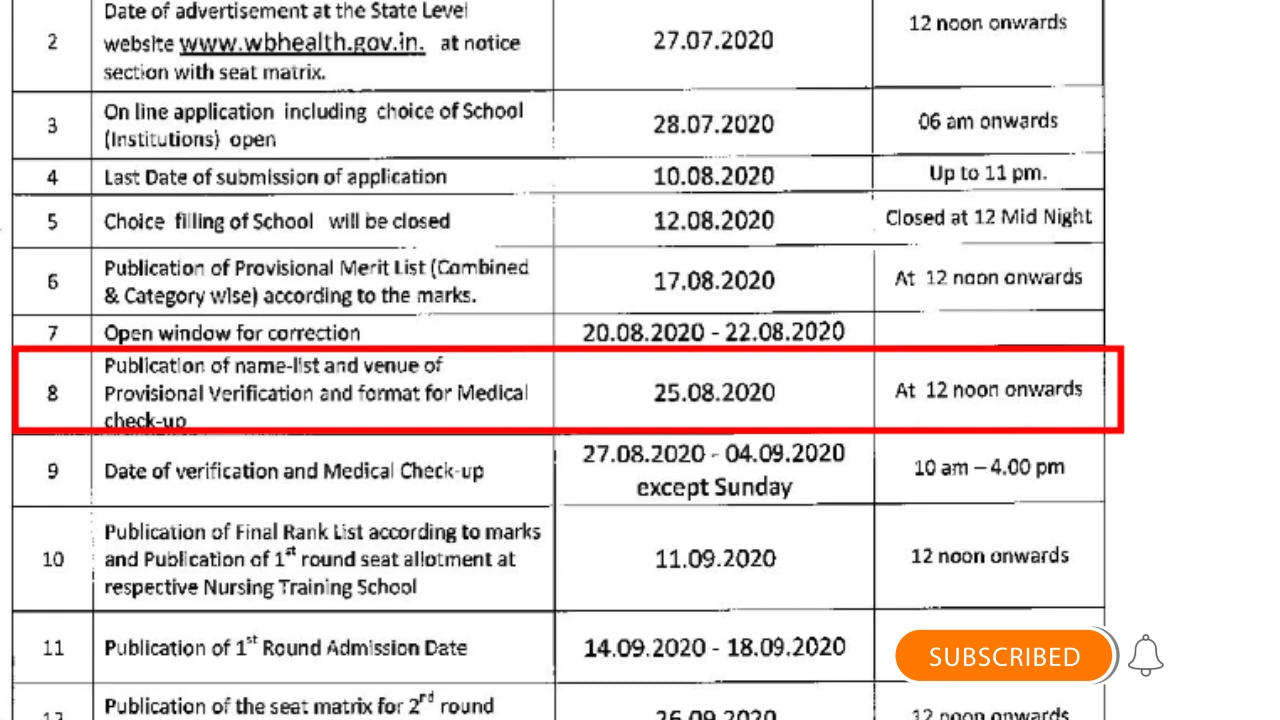 Date of advertisement at the State Level
2 website www.wbhealth.gov.in. at notice 27.07.2020 12 noon onwards
section with seat matrix.
On line application including choice of School
3 (Institutions) open 28.07.2020 06 am onwards
4 Last Date of submission of application 10.08.2020 Up to 11 pm.
5 Choice filling of School will be closed 12.08.2020 Closed at 12 Mid Night
Publication of Provisional Merit List (Combined
6 & Category wise) according to the marks. 17.08.2020 At 12 noon onwards
7 Open window for correction 20.08.2020 - 22.08.2020
Publication of name-list and venue of
8 Provisional Verification and format for Medical 25.08.2020 At 12 noon onwards
check-up
9 Date of verification and Medical Check-up 27.08.2020 - 04.09.2020 10 am – 4.00 pm
except Sunday
Publication of Final Rank List according to marks
10 and Publication of 1st round seat allotment at 11.09.2020 12 noon onwards
respective Nursing Training School
11 Publication of 1st Round Admission Date 14.09.2020 - 18.09.2020
SUBSCRIBED
12 Publication of the seat matrix for 2rd round 26.09.2020 12 noon onwards